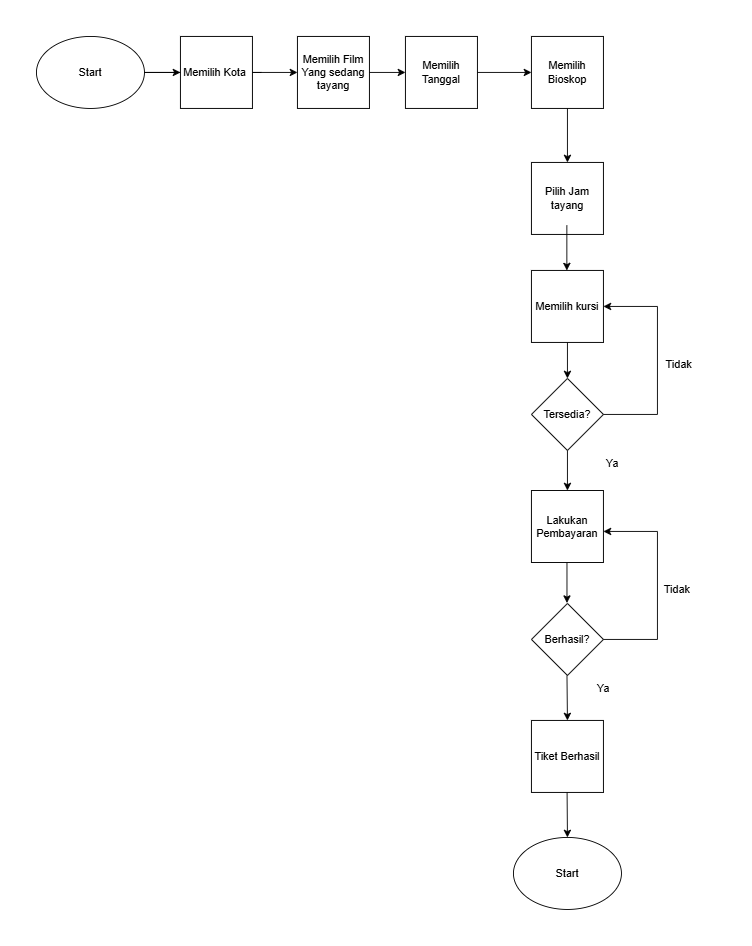 Start
Memilih Kota
Memilih Film
Yang sedang
tayang
Memilih
Tanggal
Memilih
Bioskop
Pilih Jam
tayang
Memilih kursi
Tidak
Tersedia?
Ya
Lakukan
Pembayaran
Tidak
Berhasil?
Ya
Tiket Berhasil
Start